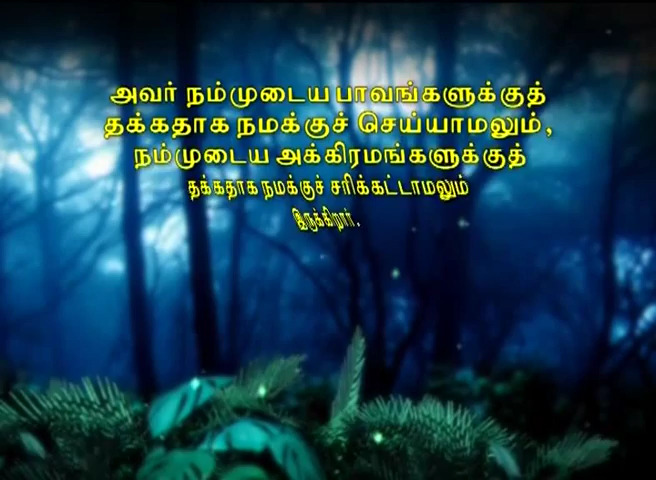 அவர் நம்முடைய பாவங்களுக்குத்
தக்கதாக நமக்குச் செய்யாமலும்,
நம்முடைய அக்கிரமங்களுக்குத்
தக்கதாக நமக்குச் சரிக்கட்டாமலும்
இருக்கிறார்.